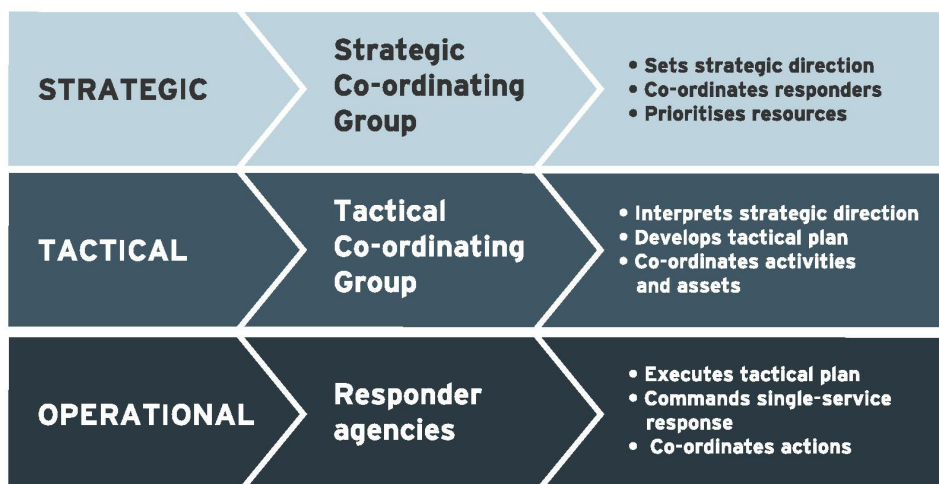 STRATEGIC
Strategic
Co-ordinating
Group
• Sets strategic direction
• Co-ordinates responders
• Prioritises resources
TACTICAL
Tactical
Co-ordinating
Group
• Interprets strategic direction
• Develops tactical plan
• Co-ordinates activities
and assets
OPERATIONAL
Responder
agencies
• Executes tactical plan
• Commands single-service
response
• Co-ordinates actions